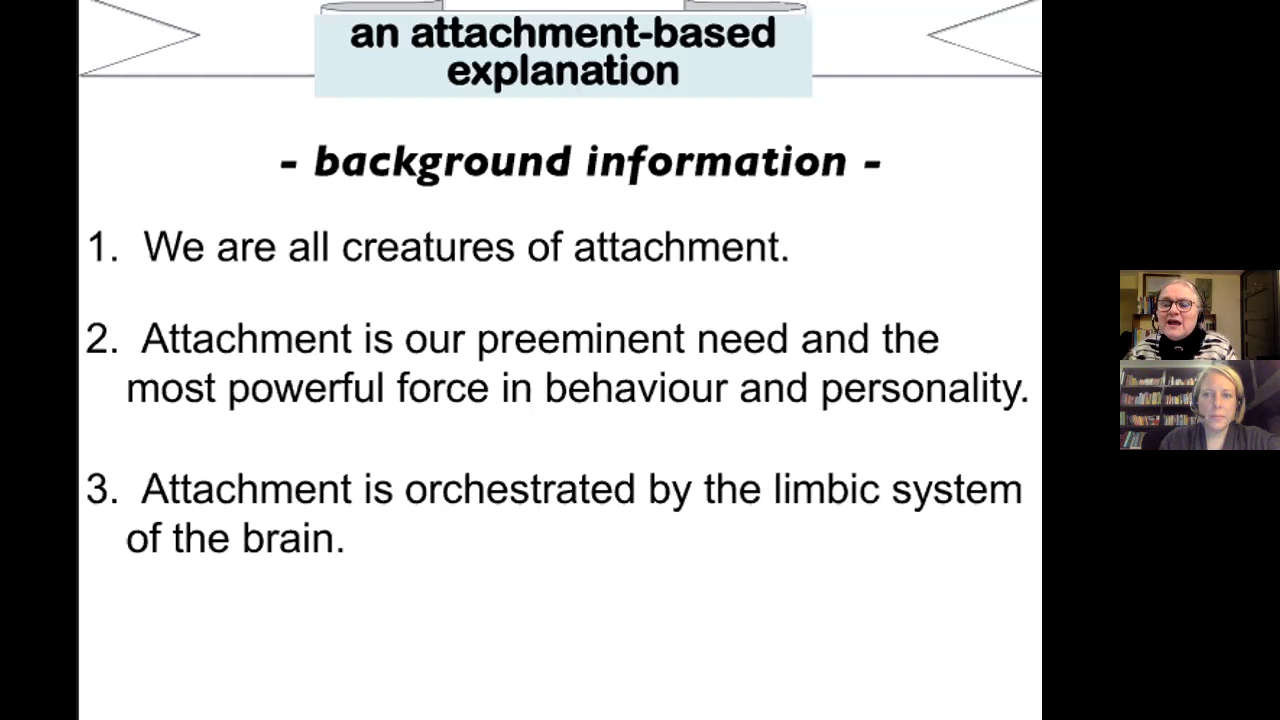 an attachment-based
explanation
- background information -
1. We are all creatures of attachment.
2. Attachment is our preeminent need and the
most powerful force in behaviour and personality.
3. Attachment is orchestrated by the limbic system
of the brain.